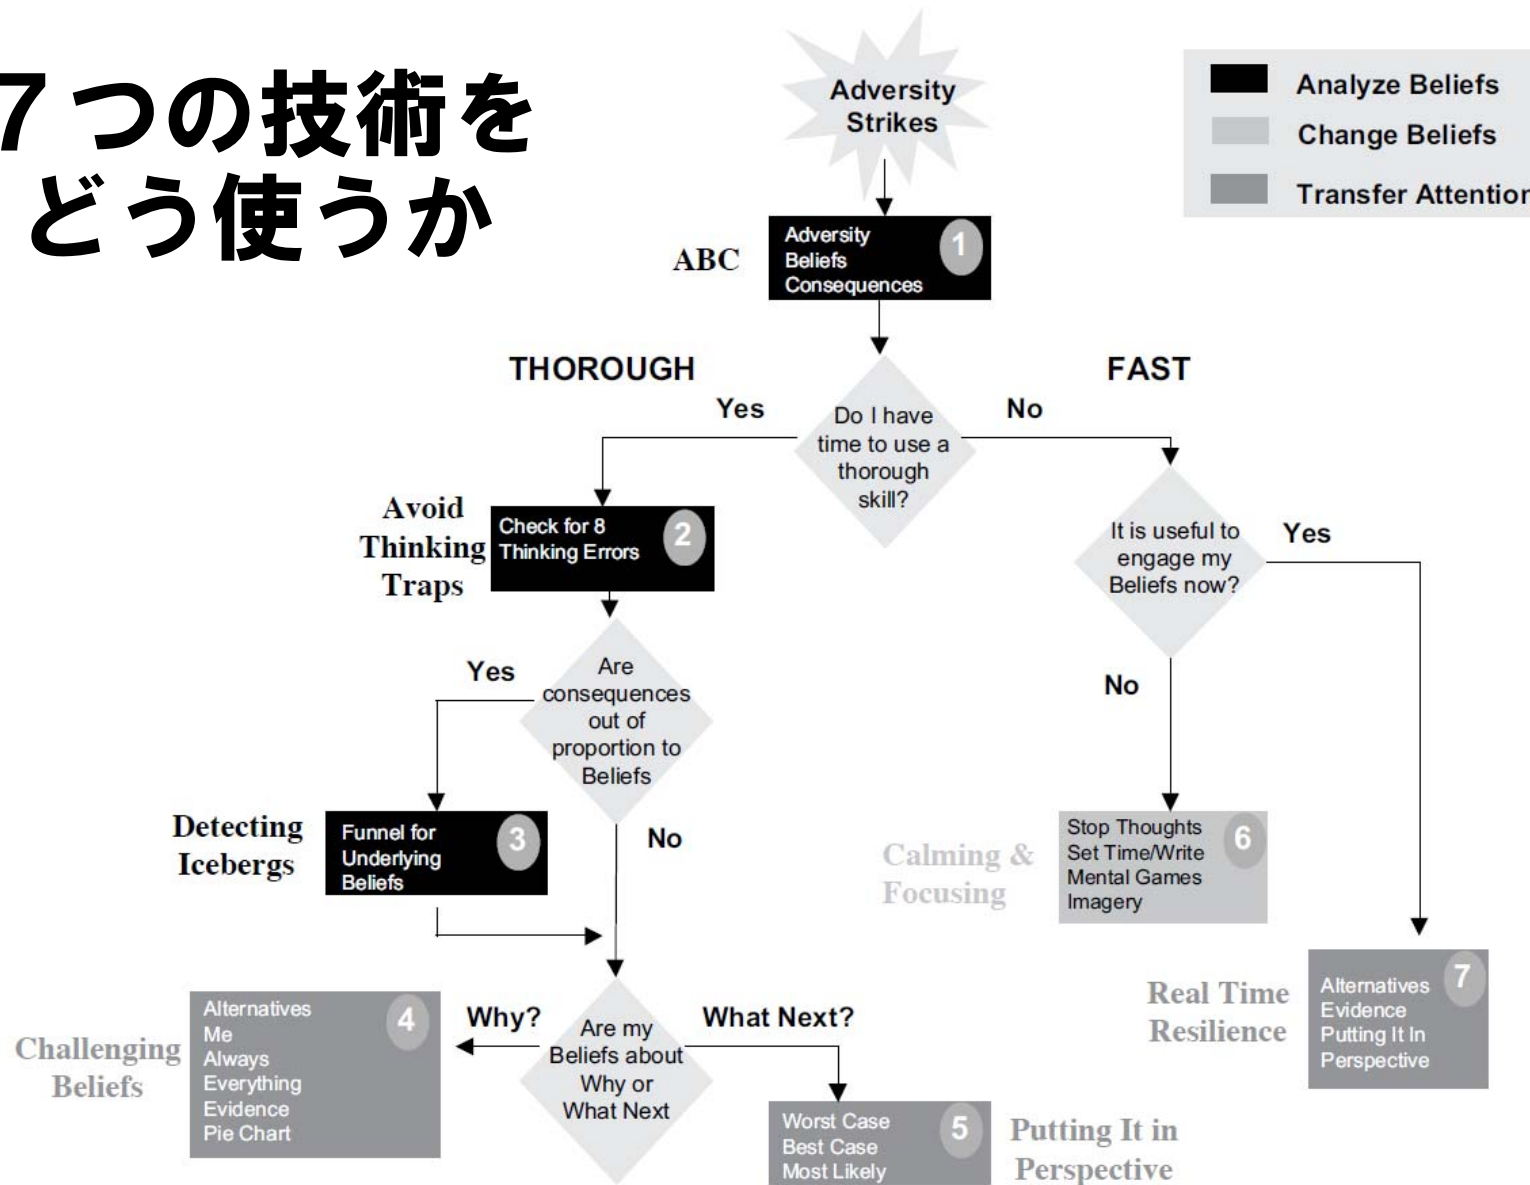 7つの技術を
どう使うか
Adversity
Strikes
Analyze Beliefs
Change Beliefs
Transfer Attention
ABC
Adversity
Beliefs
Consequences
1
THOROUGH
FAST
Yes
No
Do I have
time to use a
thorough
skill?
Avoid
Thinking
Traps
Check for 8
Thinking Errors
2
It is useful to
engage my
Beliefs now?
Yes
No
Yes
Are
consequences
out of
proportion to
Beliefs
No
Detecting
Icebergs
Funnel for
Underlying
Beliefs
3
Calming &
Focusing
Stop Thoughts
Set Time/Write
Mental Games
Imagery
6
Real Time
Resilience
Alternatives
Evidence
Putting It In
Perspective
7
Challenging
Beliefs
Alternatives
Me
Always
Everything
Evidence
Pie Chart
4
Why?
Are my
Beliefs about
Why or
What Next
What Next?
Worst Case
Best Case
Most Likely
5
Putting It in
Perspective